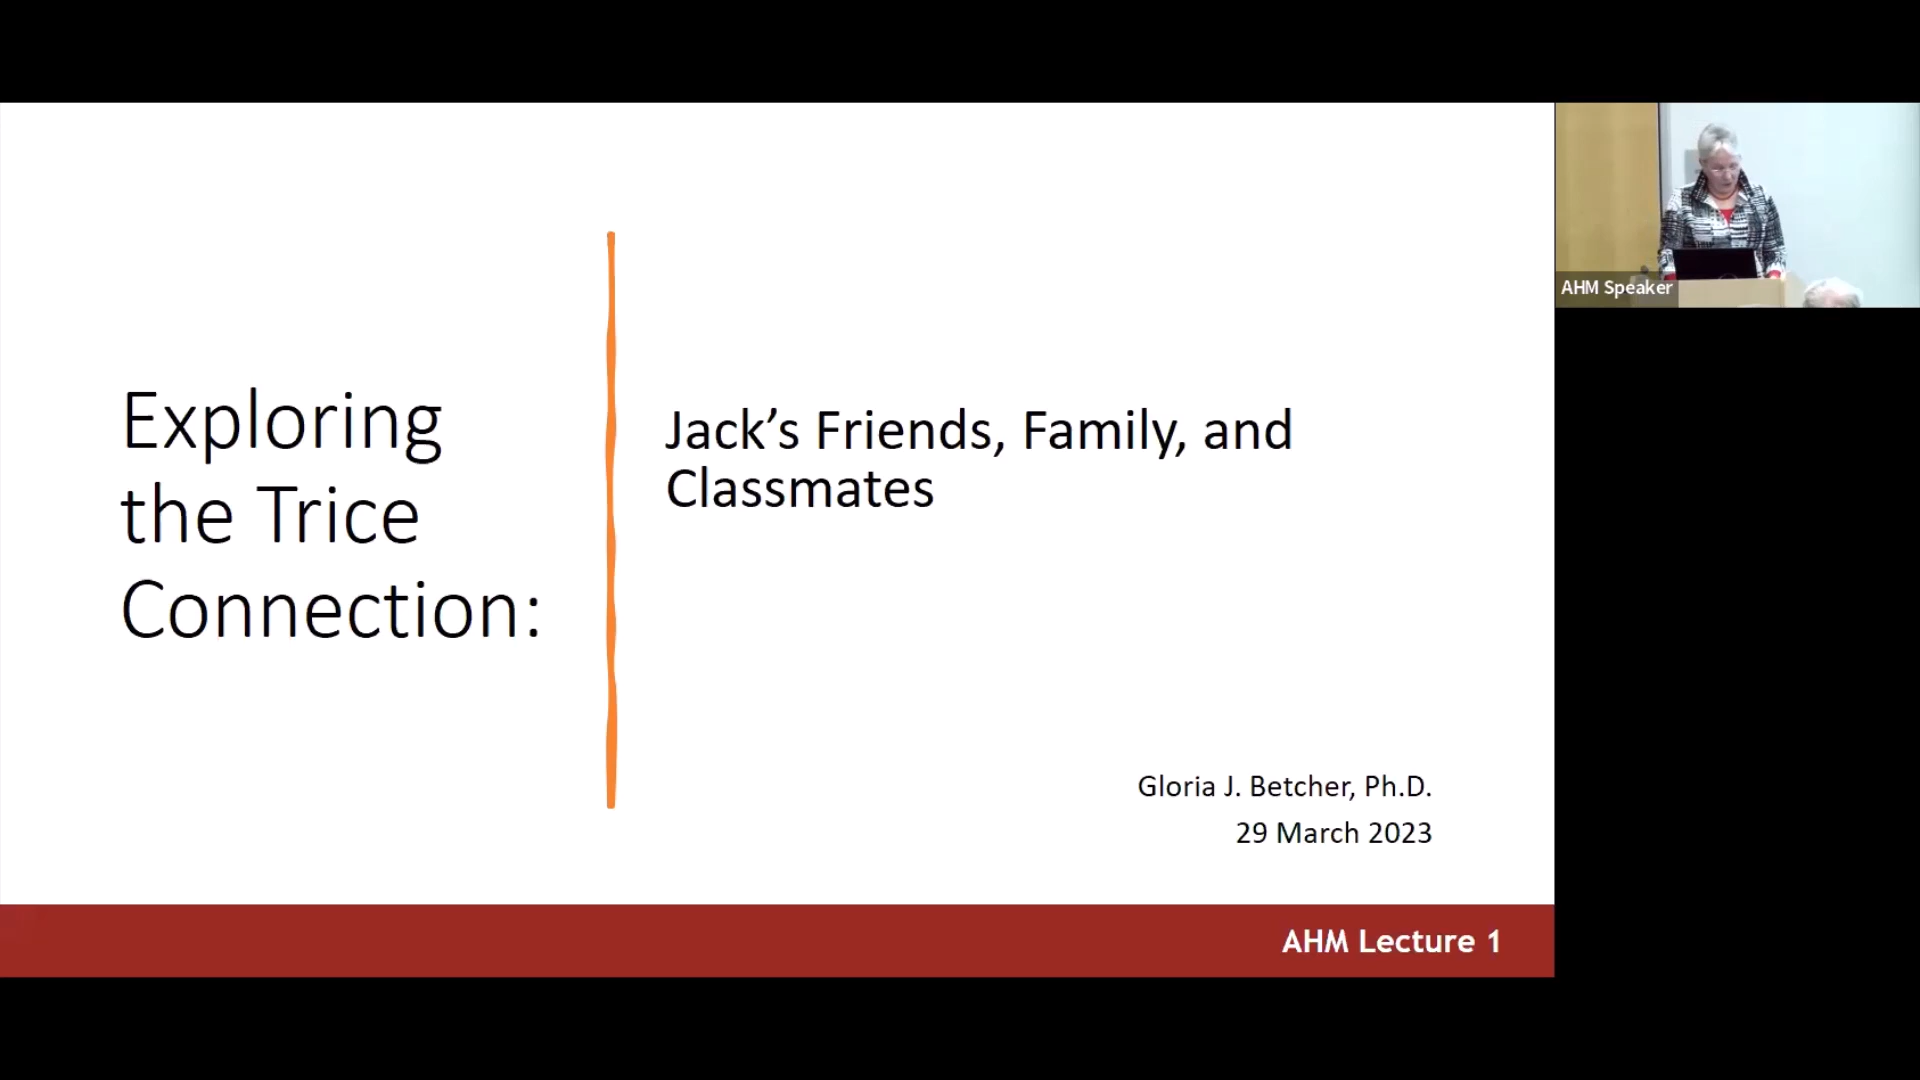 Exploring
the Trice
Connection:
Jack’s Friends, Family, and
Classmates
Gloria J. Betcher, Ph.D.
29 March 2023
AHM Lecture 1
AHM Speaker